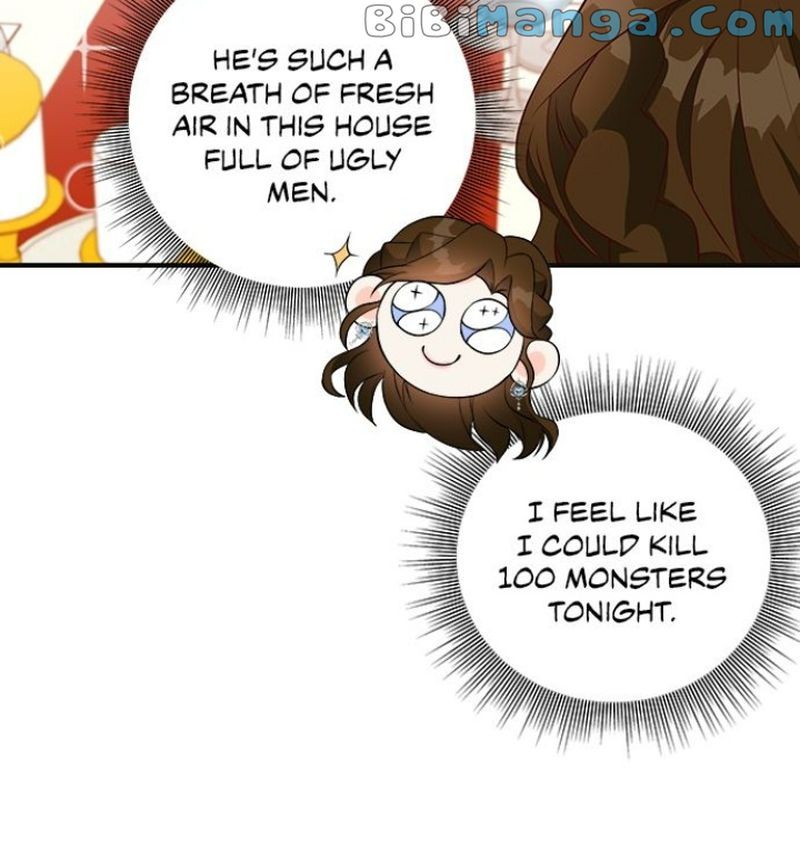 BiBiManga.Com
HE'S SUCH A
BREATH OF FRESH
AIR IN THIS HOUSE
FULL OF UGLY
MEN.
I FEEL LIKE
I COULD KILL
100 MONSTERS
TONIGHT.